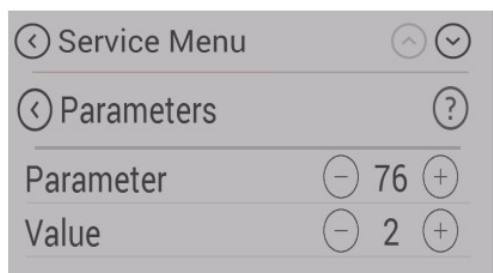 Service Menu
Parameters ?
Parameter - 76 +
Value - 2 +